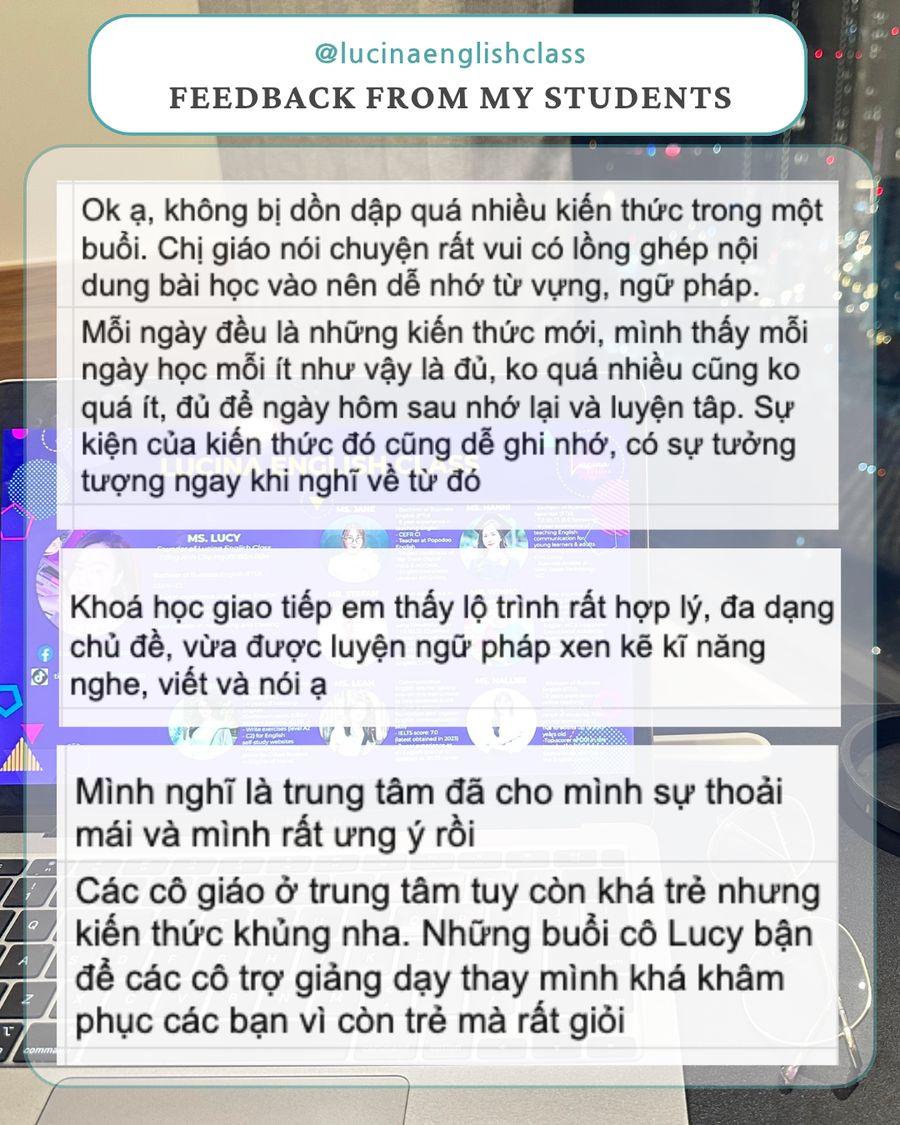 @lucinaenglishclass
FEEDBACK FROM MY STUDENTS
Ok ạ, không bị dồn dập quá nhiều kiến thức trong một
buổi. Chị giáo nói chuyện rất vui có lồng ghép nội
dung bài học vào nên dễ nhớ từ vựng, ngữ pháp.
Mỗi ngày đều là những kiến thức mới, mình thấy mỗi
ngày học mỗi ít như vậy là đủ, ko quá nhiều cũng ko
quá ít, đủ để ngày hôm sau nhớ lại và luyện tâp. Sự
kiện của kiến thức đó cũng dễ ghi nhớ, có sự tưởng
tượng ngay khi nghĩ về từ đó
LUCINA ENGLISH CLASS
MS. LUCY
MS. JANE
Khoá học giao tiếp em thấy lộ trình rất hợp lý, đa dạng
chủ đề, vừa được luyện ngữ pháp xen kẽ kĩ năng
nghe, viết và nói ạ
Mình nghĩ là trung tâm đã cho mình sự thoải
mái và mình rất ưng ý rồi
Các cô giáo ở trung tâm tuy còn khá trẻ nhưng
kiến thức khủng nha. Những buổi cô Lucy bận
để các cô trợ giảng dạy thay mình khá khâm
phục các bạn vì còn trẻ mà rất giỏi